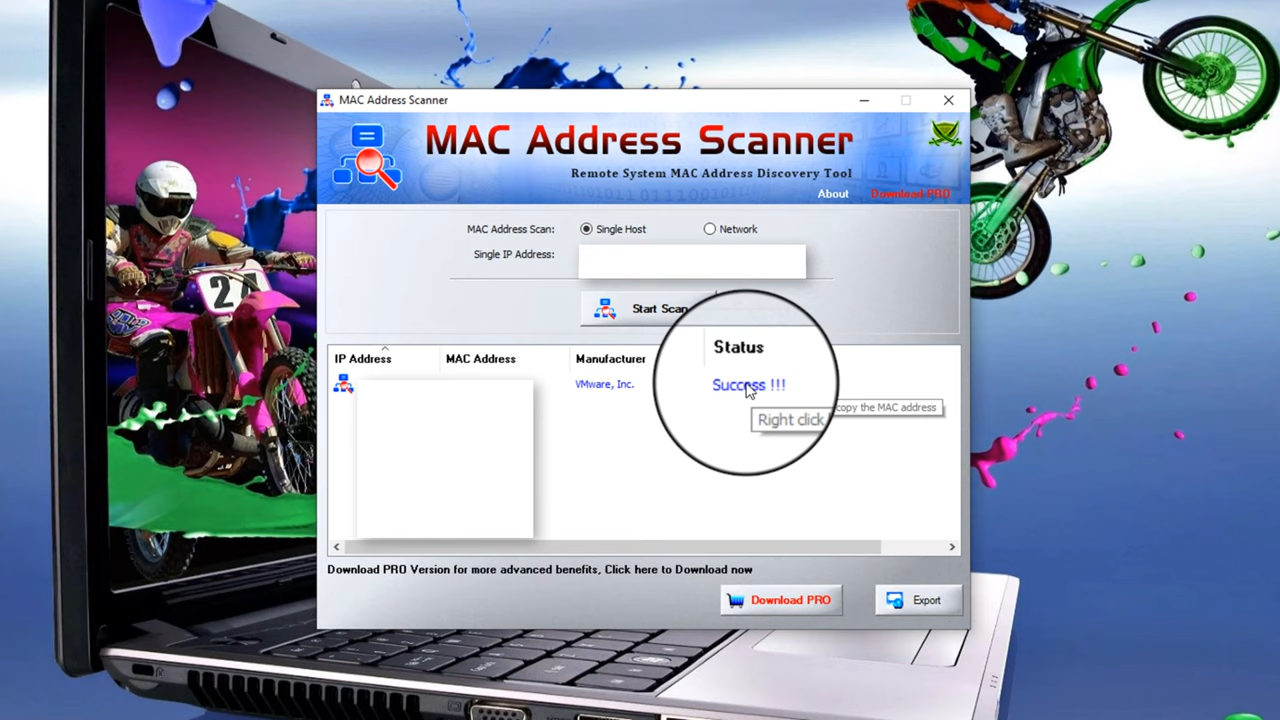 MAC Address Scanner
MAC Address Scanner
Remote System MAC Address Discovery Tool
About Download PRO
MAC Address Scan: Single Host Network
Single IP Address:
Start Scan
IP Address MAC Address Manufacturer Status
VMware, Inc. Success !!!
Right click copy the MAC address
Download PRO Version for more advanced benefits, Click here to Download now
Download PRO Export